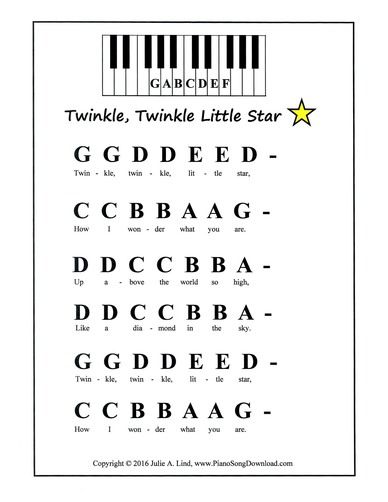 G A B C D E F
Twinkle, Twinkle Little Star
G G D D E E D -
Twin - kle, twin - kle, lit - tle star,
C C B B A A G -
How I won - der what you are.
D D C C B B A -
Up a - bove the world so high,
D D C C B B A -
Like a dia - mond in the sky.
G G D D E E D -
Twin - kle, twin - kle, lit - tle star,
C C B B A A G -
How I won - der what you are.
Copyright © 2016 Julie A. Lind, www.PianoSongDownload.com